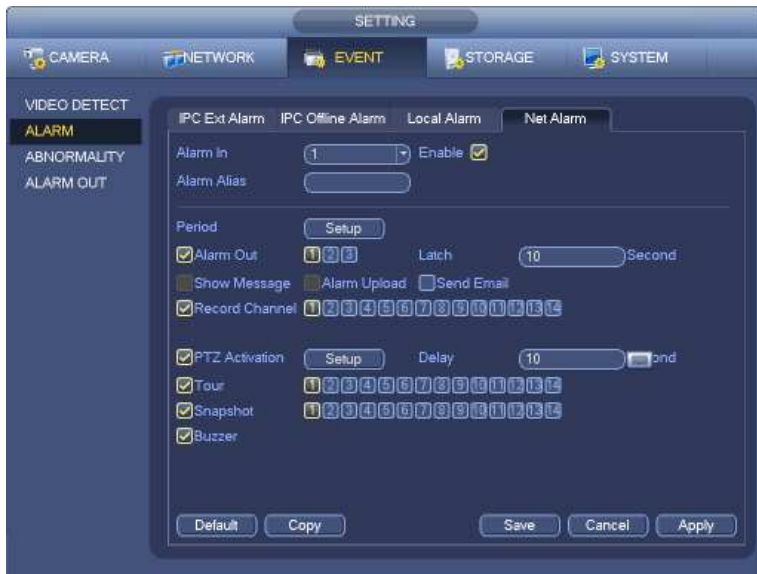 SETTING
CAMERA NETWORK EVENT STORAGE SYSTEM
VIDEO DETECT
ALARM
ABNORMALITY
ALARM OUT
IPC Ext Alarm IPC Offline Alarm Local Alarm Net Alarm
Alarm In 1 Enable
Alarm Alias
Period Setup
Alarm Out 1 2 3 Latch 10 Second
Show Message Alarm Upload Send Email
Record Channel 1 2 3 4 5 6 7 8 9 10 11 12 13 14
PTZ Activation Setup Delay 10 ond
Tour 1 2 3 4 5 6 7 8 9 10 11 12 13 14
Snapshot 1 2 3 4 5 6 7 8 9 10 11 12 13 14
Buzzer
Default Copy Save Cancel Apply